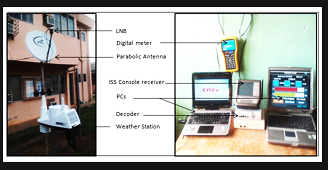 LNB
Digital meter
Parabolic Antenna
ISS Console receiver
PCs
Decoder
Weather Station